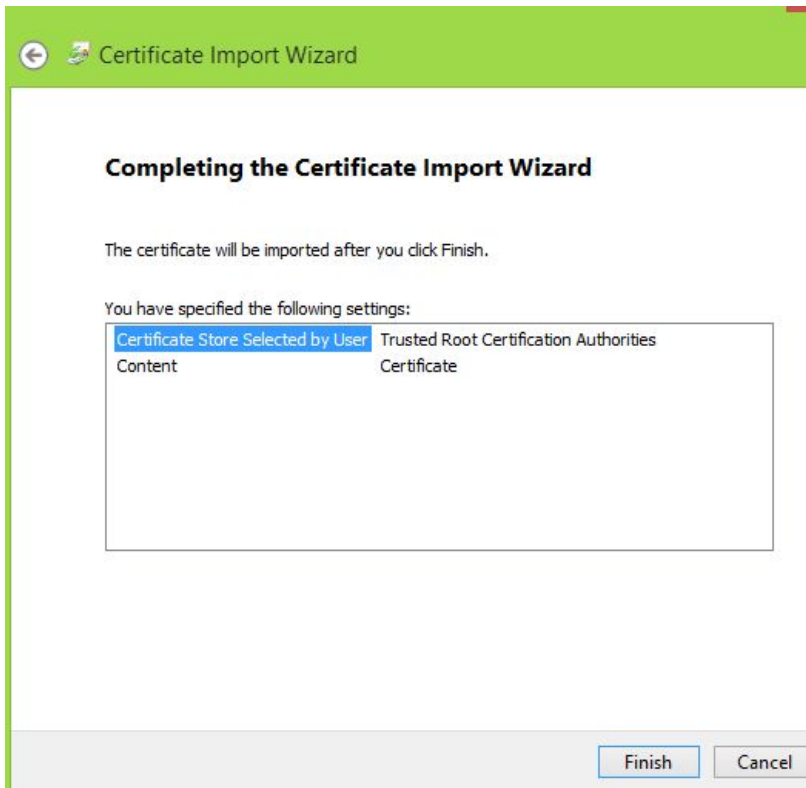 Certificate Import Wizard
Completing the Certificate Import Wizard
The certificate will be imported after you click Finish.
You have specified the following settings:
Certificate Store Selected by User Trusted Root Certification Authorities
Content Certificate
Finish Cancel